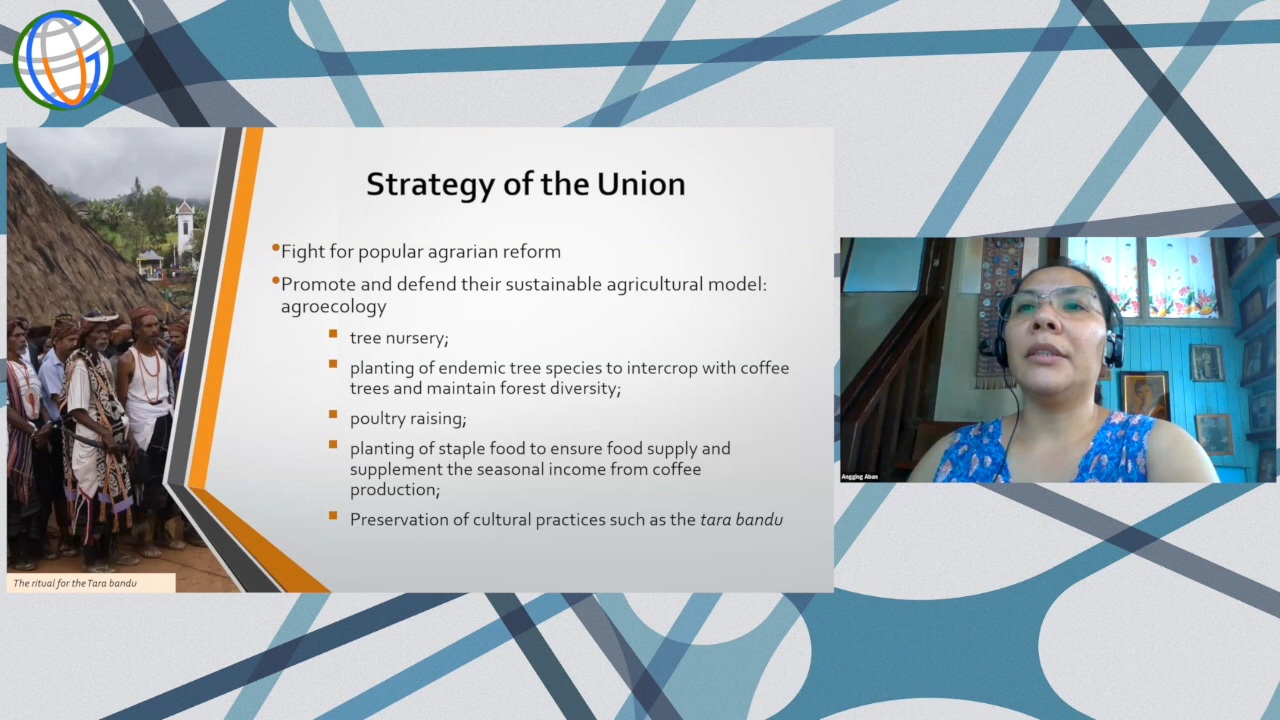 Strategy of the Union
•Fight for popular agrarian reform
•Promote and defend their sustainable agricultural model:
agroecology
tree nursery;
planting of endemic tree species to intercrop with coffee
trees and maintain forest diversity;
poultry raising;
planting of staple food to ensure food supply and
supplement the seasonal income from coffee
production;
Preservation of cultural practices such as the tara bandu
The ritual for the Tara bandu
Angging Aban